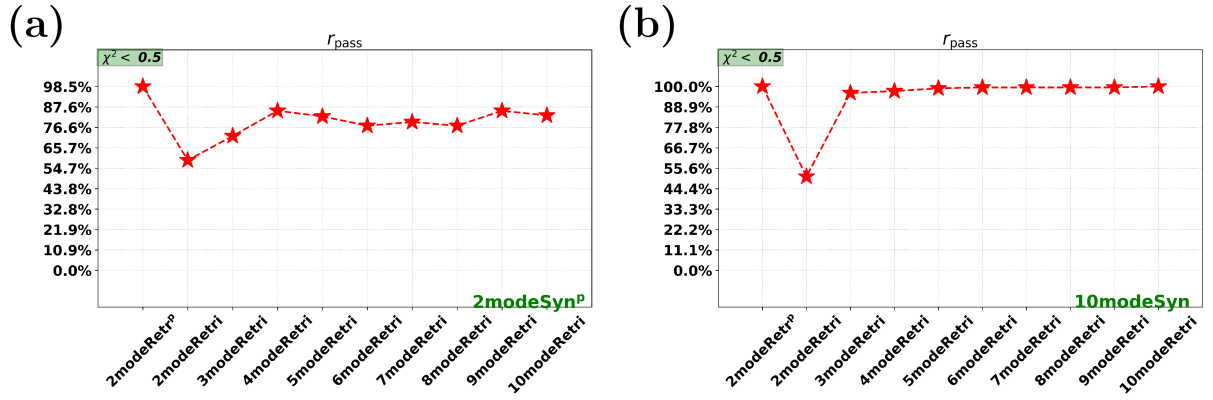 (a)
r_pass
χ² < 0.5
98.5%
87.6%
76.6%
65.7%
54.7%
43.8%
32.8%
21.9%
10.9%
0.0%
2modeSynᵖ
2modeRetrᵖ
2modeRetri
3modeRetri
4modeRetri
5modeRetri
6modeRetri
7modeRetri
8modeRetri
9modeRetri
10modeRetri
(b)
r_pass
χ² < 0.5
100.0%
88.9%
77.8%
66.7%
55.6%
44.4%
33.3%
22.2%
11.1%
0.0%
10modeSyn
2modeRetrᵖ
2modeRetri
3modeRetri
4modeRetri
5modeRetri
6modeRetri
7modeRetri
8modeRetri
9modeRetri
10modeRetri